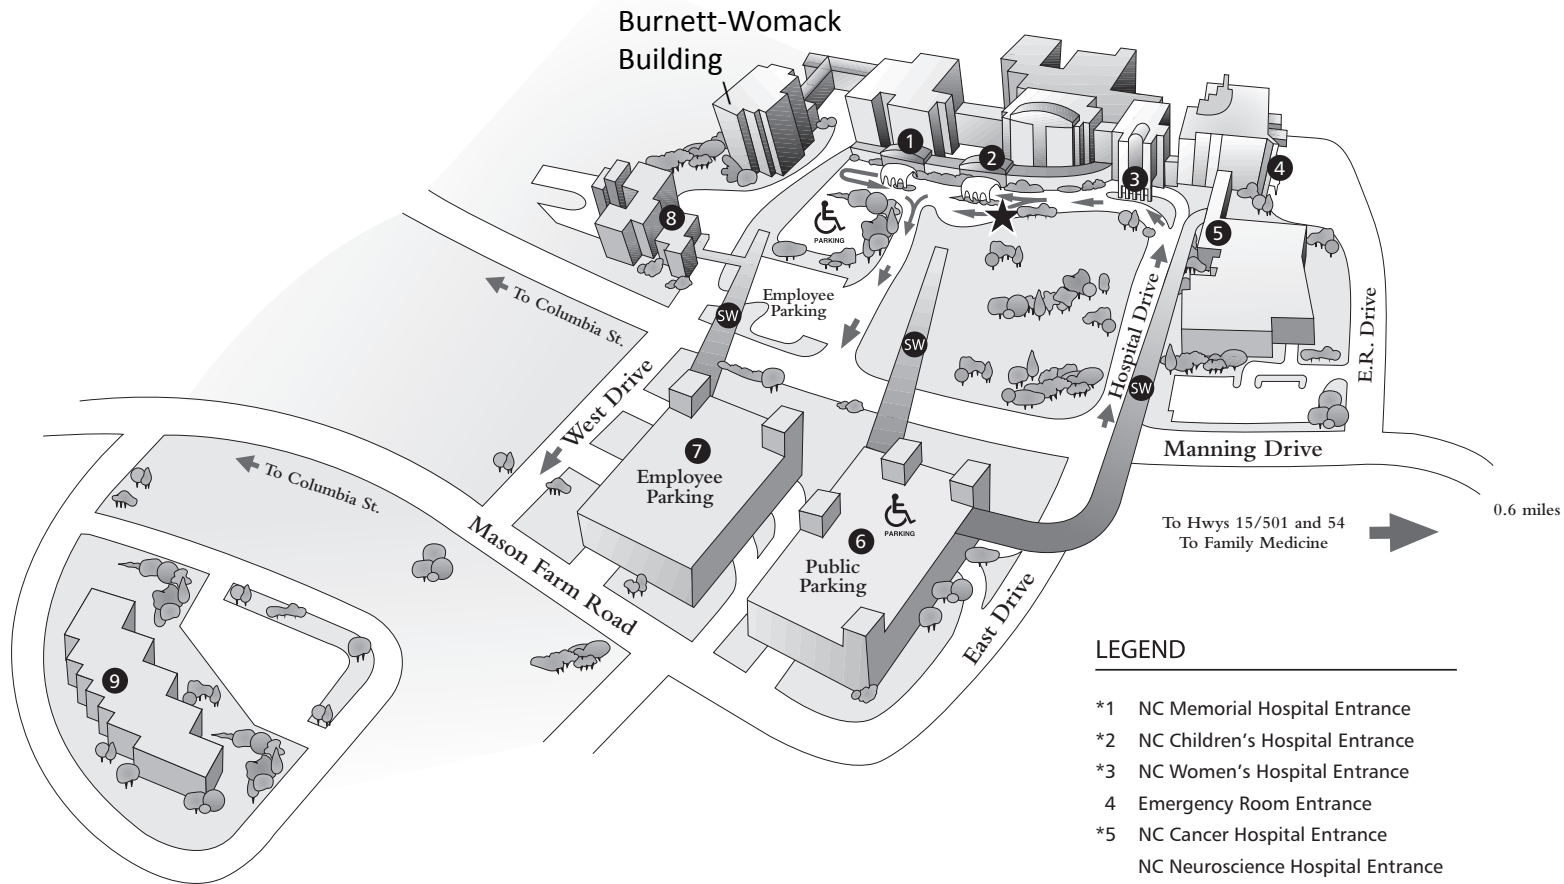 Burnett-Womack
Building
1
2
3
4
5
8
PARKING
Employee
Parking
SW
SW
SW
To Columbia St.
West Drive
Hospital Drive
E.R. Drive
Manning Drive
7
Employee
Parking
To Columbia St.
Mason Farm Road
PARKING
6
Public
Parking
East Drive
To Hwys 15/501 and 54
To Family Medicine
0.6 miles
9
LEGEND
*1 NC Memorial Hospital Entrance
*2 NC Children’s Hospital Entrance
*3 NC Women’s Hospital Entrance
4 Emergency Room Entrance
*5 NC Cancer Hospital Entrance
NC Neuroscience Hospital Entrance